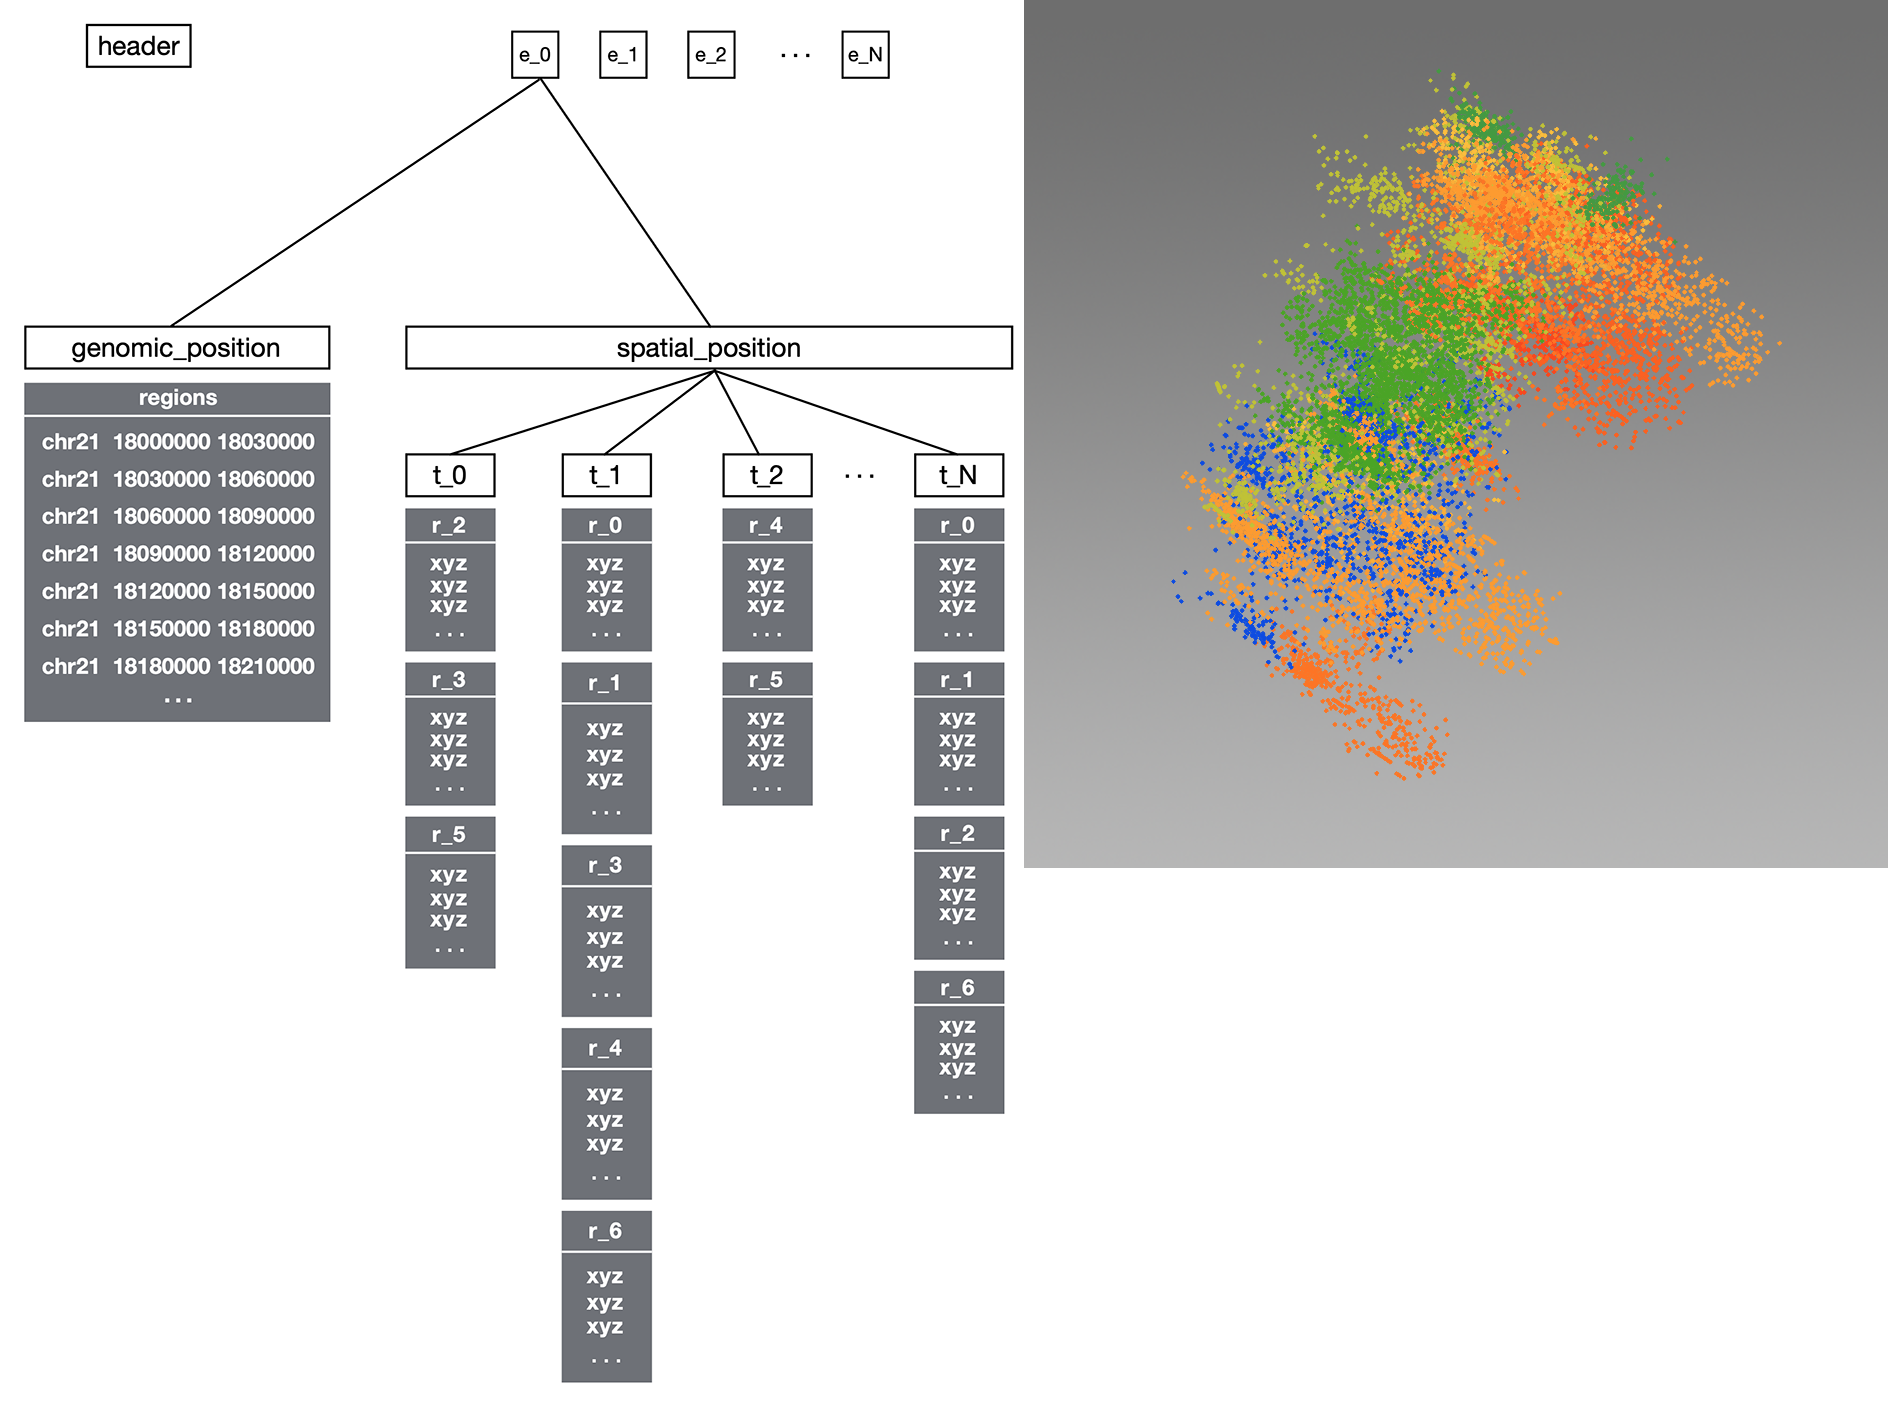 header
e_0 e_1 e_2 ... e_N
genomic_position
regions
chr21 18000000 18030000
chr21 18030000 18060000
chr21 18060000 18090000
chr21 18090000 18120000
chr21 18120000 18150000
chr21 18150000 18180000
chr21 18180000 18210000
...
spatial_position
t_0 t_1 t_2 ... t_N
r_2
xyz
xyz
xyz
...
r_3
xyz
xyz
xyz
...
r_5
xyz
xyz
xyz
...
r_0
xyz
xyz
xyz
...
r_1
xyz
xyz
xyz
...
r_3
xyz
xyz
xyz
...
r_4
xyz
xyz
xyz
...
r_6
xyz
xyz
xyz
...
r_4
xyz
xyz
xyz
...
r_5
xyz
xyz
xyz
...
r_0
xyz
xyz
xyz
...
r_1
xyz
xyz
xyz
...
r_2
xyz
xyz
xyz
...
r_6
xyz
xyz
xyz
...